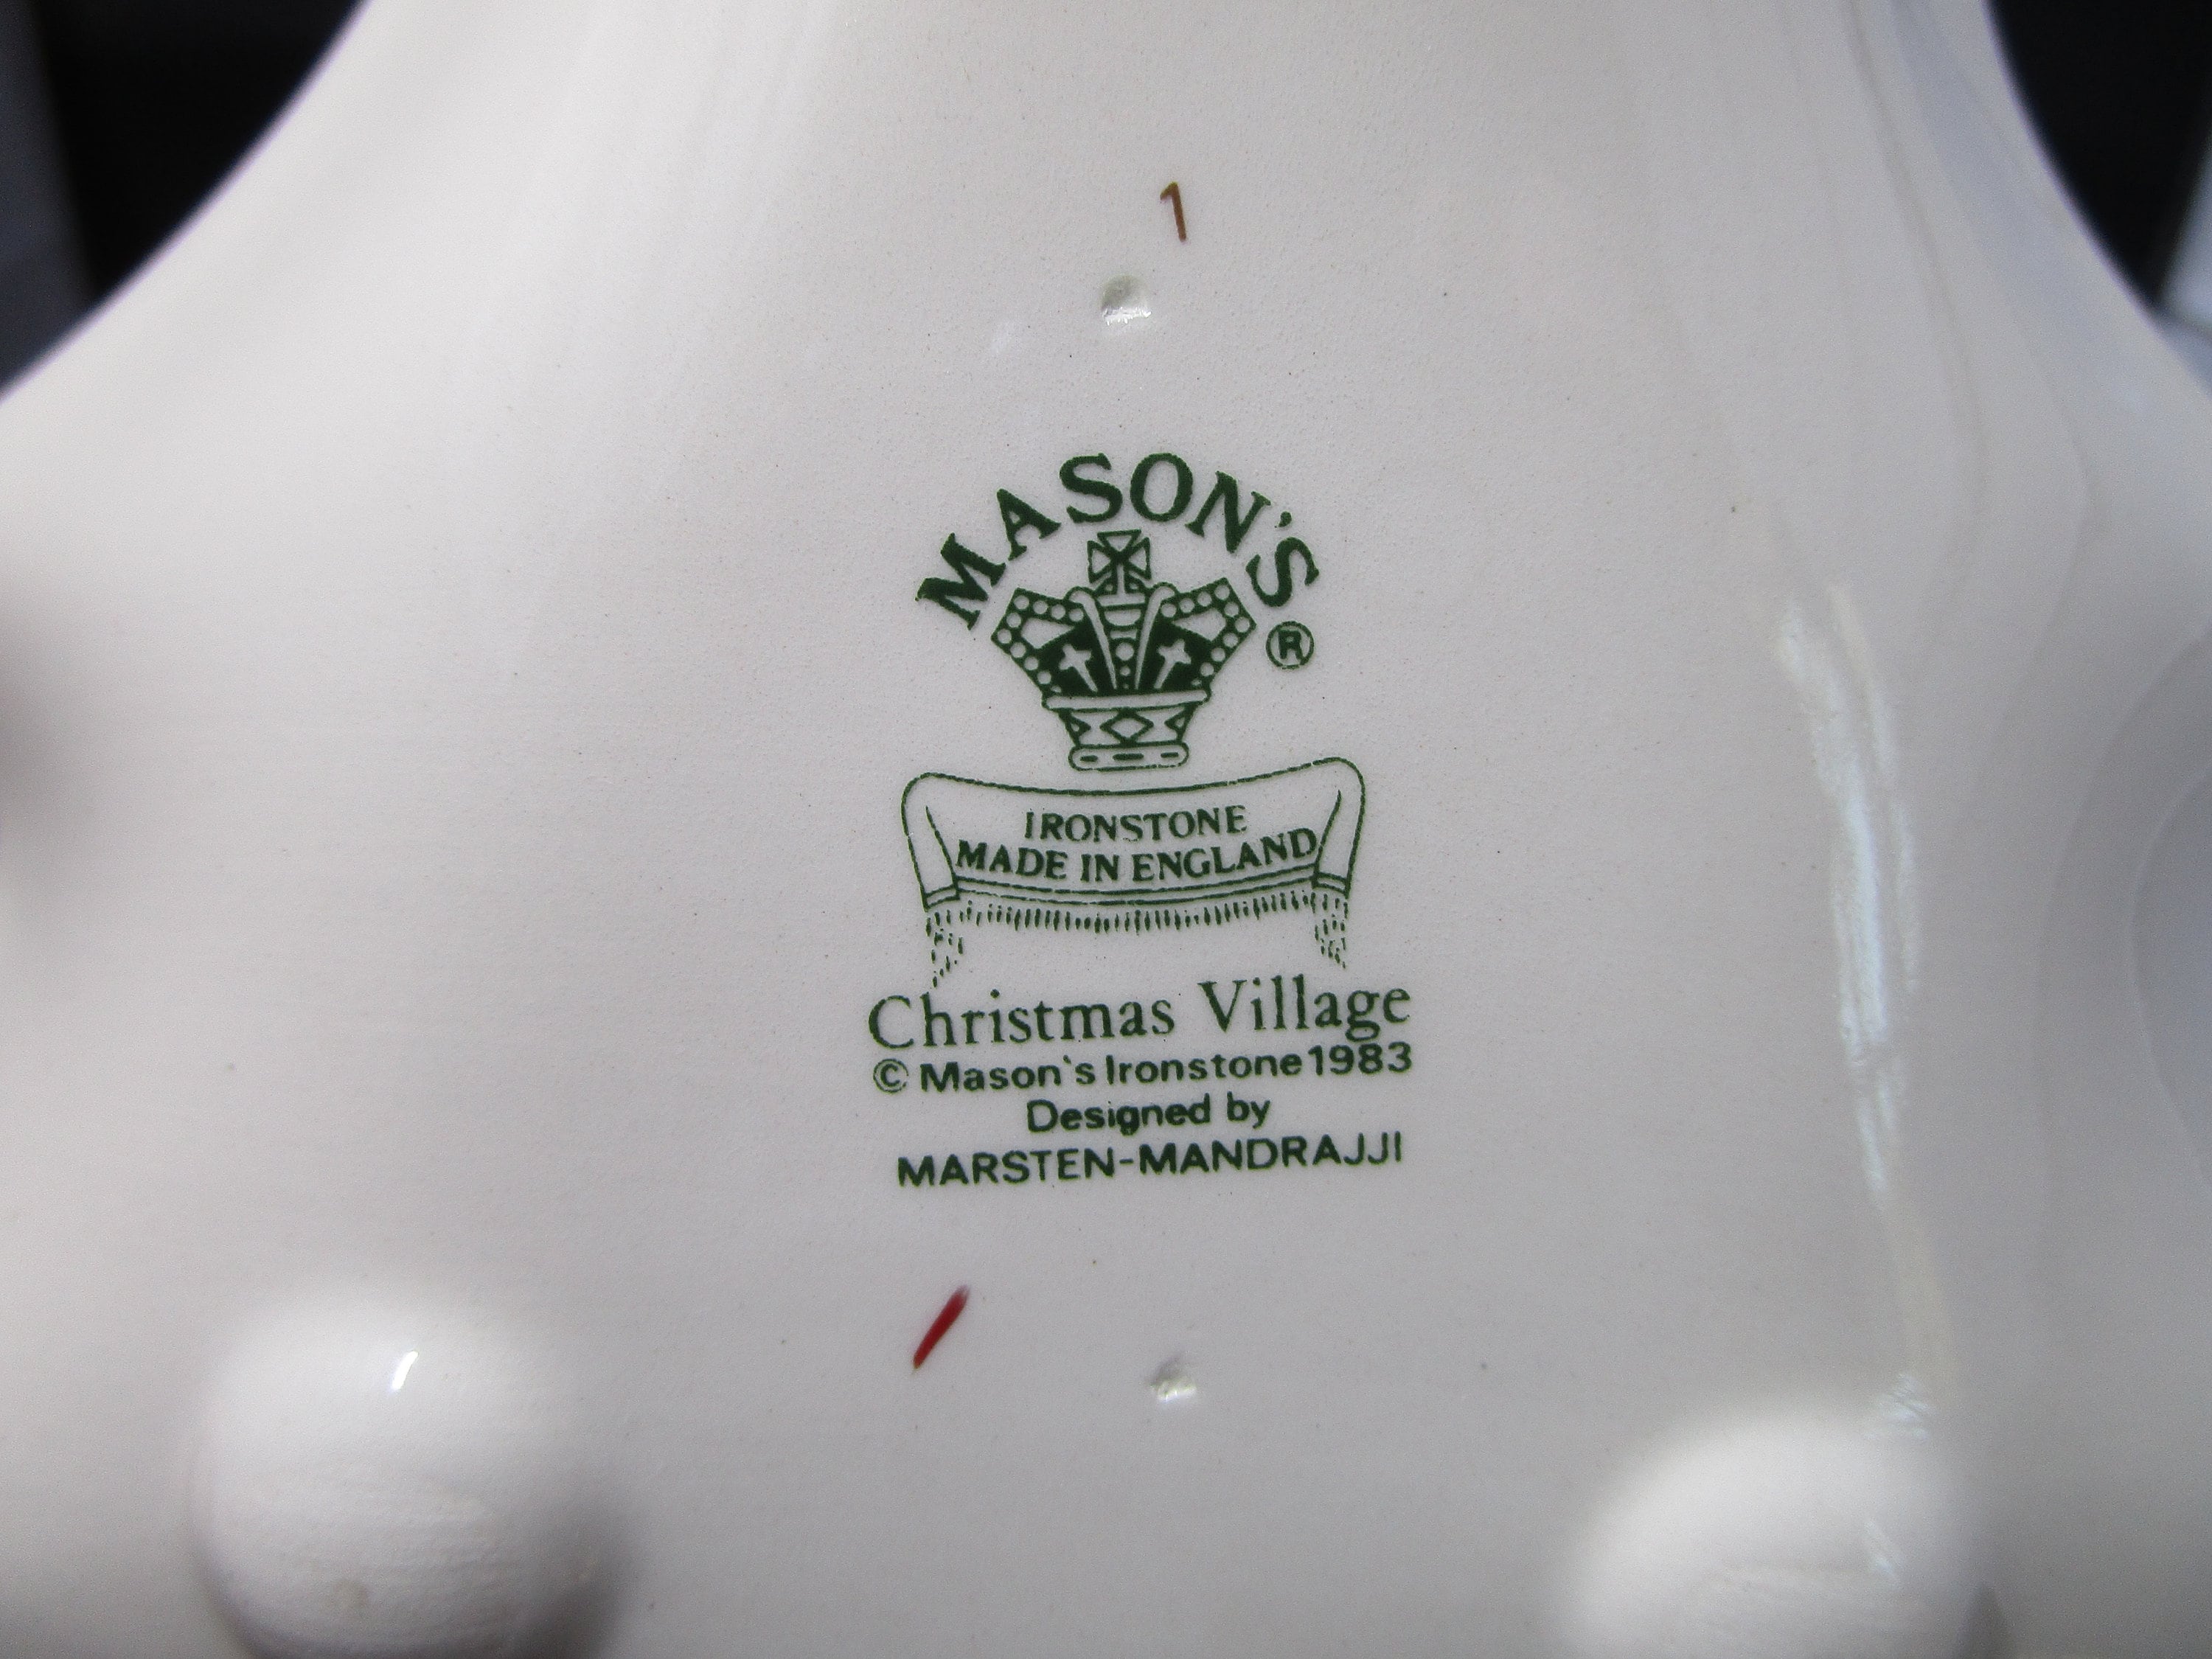 1
MASON'S
®
IRONSTONE
MADE IN ENGLAND
Christmas Village
© Mason`s Ironstone 1983
Designed by
MARSTEN-MANDRAJJI